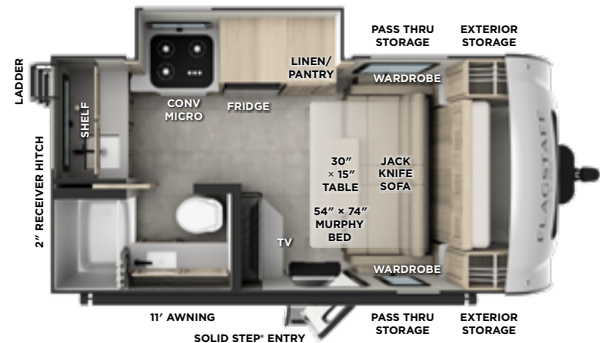 PASS THRU
STORAGE
EXTERIOR
STORAGE
LADDER
LINEN/
PANTRY
WARDROBE
CONV
MICRO
FRIDGE
SHELF
30"
× 15"
TABLE
JACK
KNIFE
SOFA
FLAGSTAFF
2" RECEIVER HITCH
54" × 74"
MURPHY
BED
TV
WARDROBE
11' AWNING
SOLID STEP® ENTRY
PASS THRU
STORAGE
EXTERIOR
STORAGE